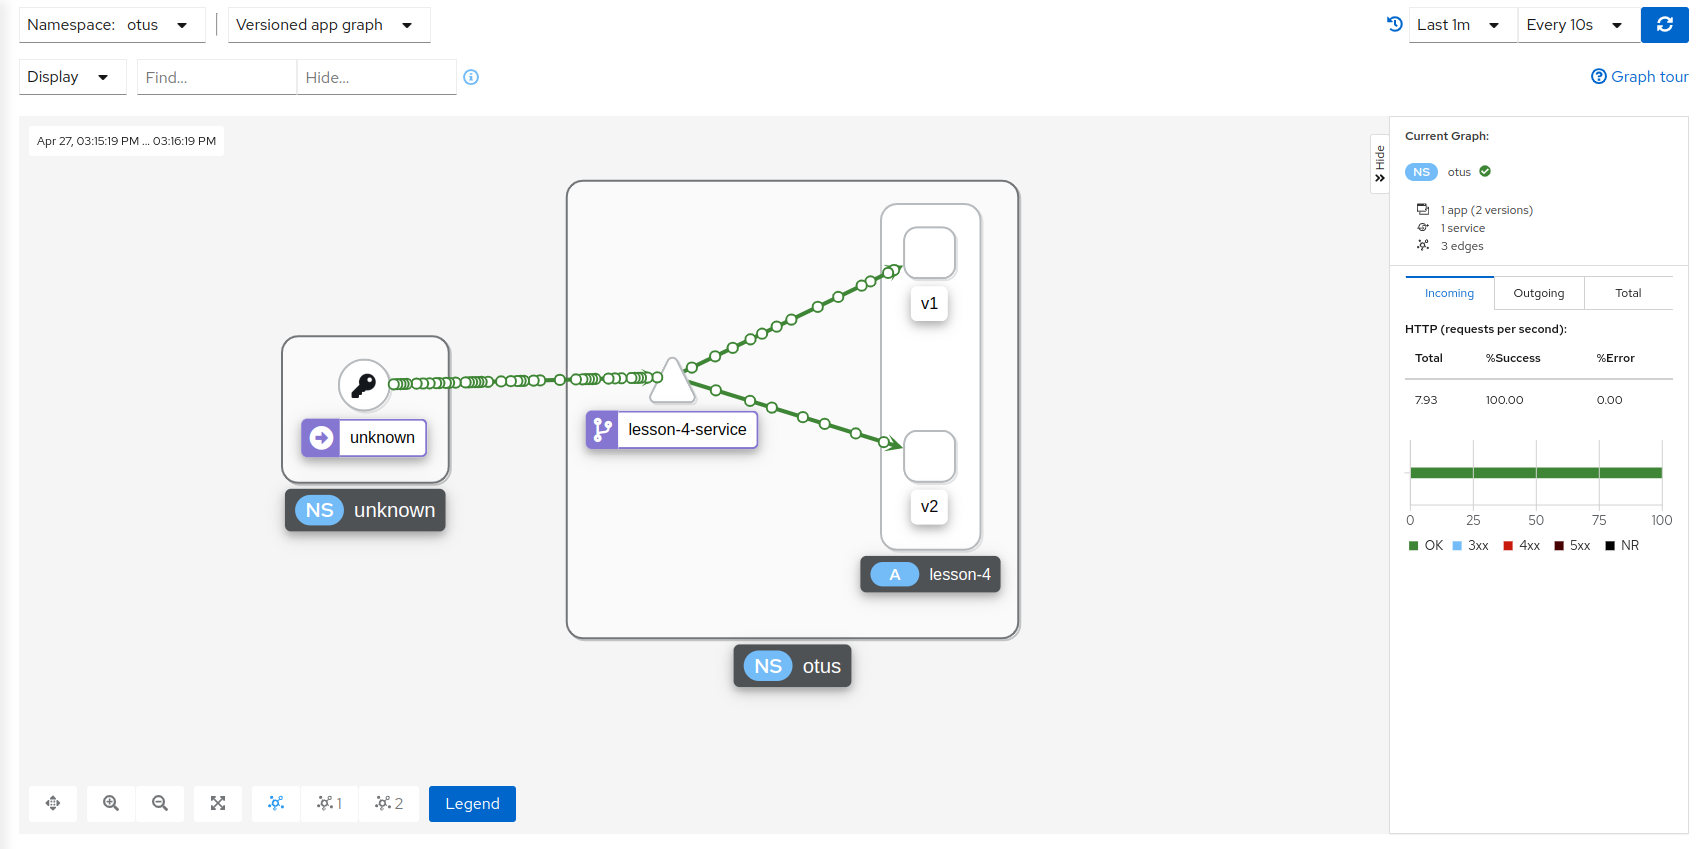 Namespace: otus
Versioned app graph
Last 1m
Every 10s
Display
Find...
Hide...
Graph tour
Apr 27, 03:15:19 PM ... 03:16:19 PM
Hide
Current Graph:
NS otus
1 app (2 versions)
1 service
3 edges
Incoming Outgoing Total
HTTP (requests per second):
Total %Success %Error
7.93 100.00 0.00
0 25 50 75 100
OK 3xx 4xx 5xx NR
v1
unknown
lesson-4-service
NS unknown
v2
A lesson-4
NS otus
1
2
Legend